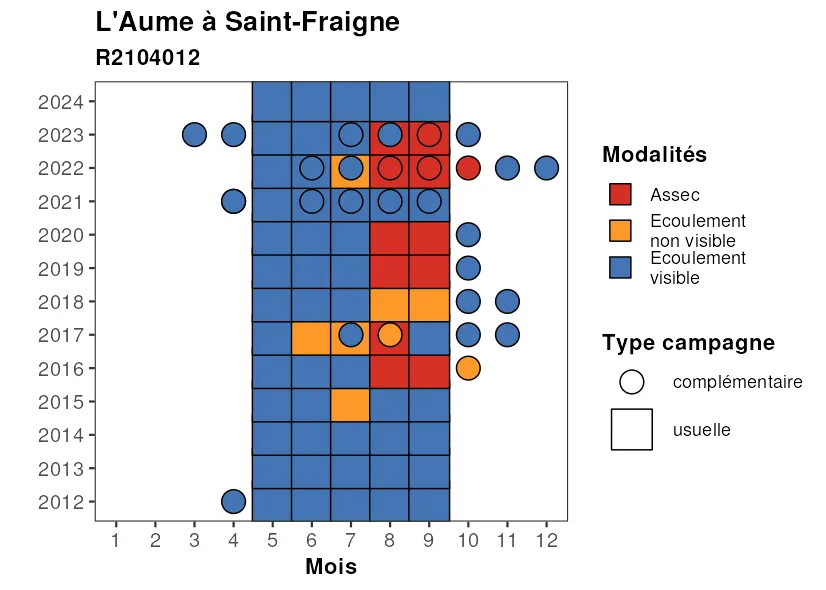 L'Aume à Saint-Fraigne
R2104012
2024
2023
2022
2021
2020
2019
2018
2017
2016
2015
2014
2013
2012
1 2 3 4 5 6 7 8 9 10 11 12
Mois
Modalités
Assec
Ecoulement
non visible
Ecoulement
visible
Type campagne
complémentaire
usuelle